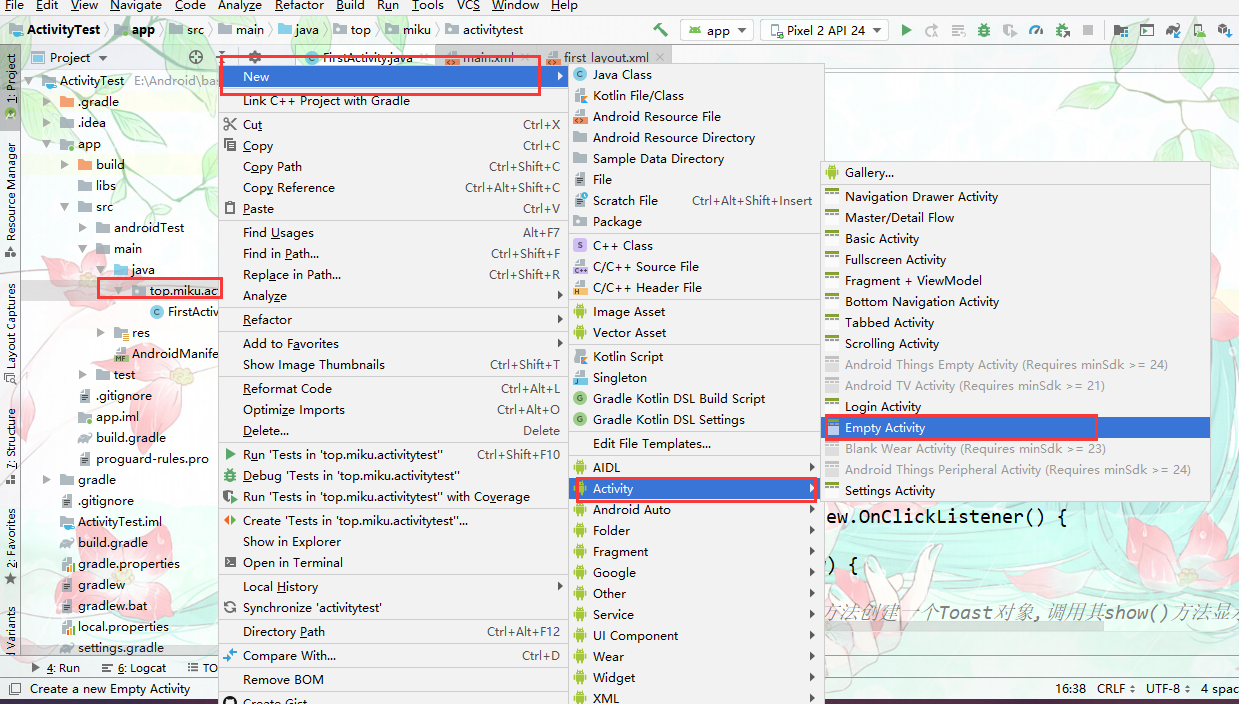 File Edit View Navigate Code Analyze Refactor Build Run Tools VCS Window Help
ActivityTest app src main java top miku activitytest app Pixel 2 API 24
1: Project
Resource Manager
Layout Captures
7: Structure
2: Favorites
Variants
Project
FirstActivity.java main.xml first_layout.xml
ActivityTest E:\Android\bas
.gradle
.idea
app
build
libs
src
androidTest
main
java
top.miku.act
FirstActiv
res
AndroidManife
test
.gitignore
app.iml
build.gradle
proguard-rules.pro
gradle
.gitignore
ActivityTest.iml
build.gradle
gradle.properties
gradlew
gradlew.bat
local.properties
settings.gradle
New
Link C++ Project with Gradle
Cut Ctrl+X
Copy Ctrl+C
Copy Path Ctrl+Shift+C
Copy Reference Ctrl+Alt+Shift+C
Paste Ctrl+V
Find Usages Alt+F7
Find in Path... Ctrl+Shift+F
Replace in Path... Ctrl+Shift+R
Analyze
Refactor
Add to Favorites
Show Image Thumbnails Ctrl+Shift+T
Reformat Code Ctrl+Alt+L
Optimize Imports Ctrl+Alt+O
Delete... Delete
Run 'Tests in 'top.miku.activitytest'' Ctrl+Shift+F10
Debug 'Tests in 'top.miku.activitytest''
Run 'Tests in 'top.miku.activitytest'' with Coverage
Create 'Tests in 'top.miku.activitytest''...
Show in Explorer
Open in Terminal
Local History
Synchronize 'activitytest'
Directory Path Ctrl+Alt+F12
Compare With... Ctrl+D
Remove BOM
Create Gist
Java Class
Kotlin File/Class
Android Resource File
Android Resource Directory
Sample Data Directory
File
Scratch File Ctrl+Alt+Shift+Insert
Package
C++ Class
C/C++ Source File
C/C++ Header File
Image Asset
Vector Asset
Kotlin Script
Singleton
Gradle Kotlin DSL Build Script
Gradle Kotlin DSL Settings
Edit File Templates...
AIDL
Activity
Android Auto
Folder
Fragment
Google
Other
Service
UI Component
Wear
Widget
XML
Gallery...
Navigation Drawer Activity
Master/Detail Flow
Basic Activity
Fullscreen Activity
Fragment + ViewModel
Bottom Navigation Activity
Tabbed Activity
Scrolling Activity
Android Things Empty Activity (Requires minSdk >= 24)
Android TV Activity (Requires minSdk >= 21)
Login Activity
Empty Activity
Blank Wear Activity (Requires minSdk >= 23)
Android Things Peripheral Activity (Requires minSdk >= 24)
Settings Activity
ew.OnClickListener() {
) {
方法创建一个Toast对象,调用其show()方法显
4: Run 6: Logcat TO
Create a new Empty Activity 16:38 CRLF UTF-8 4 spac